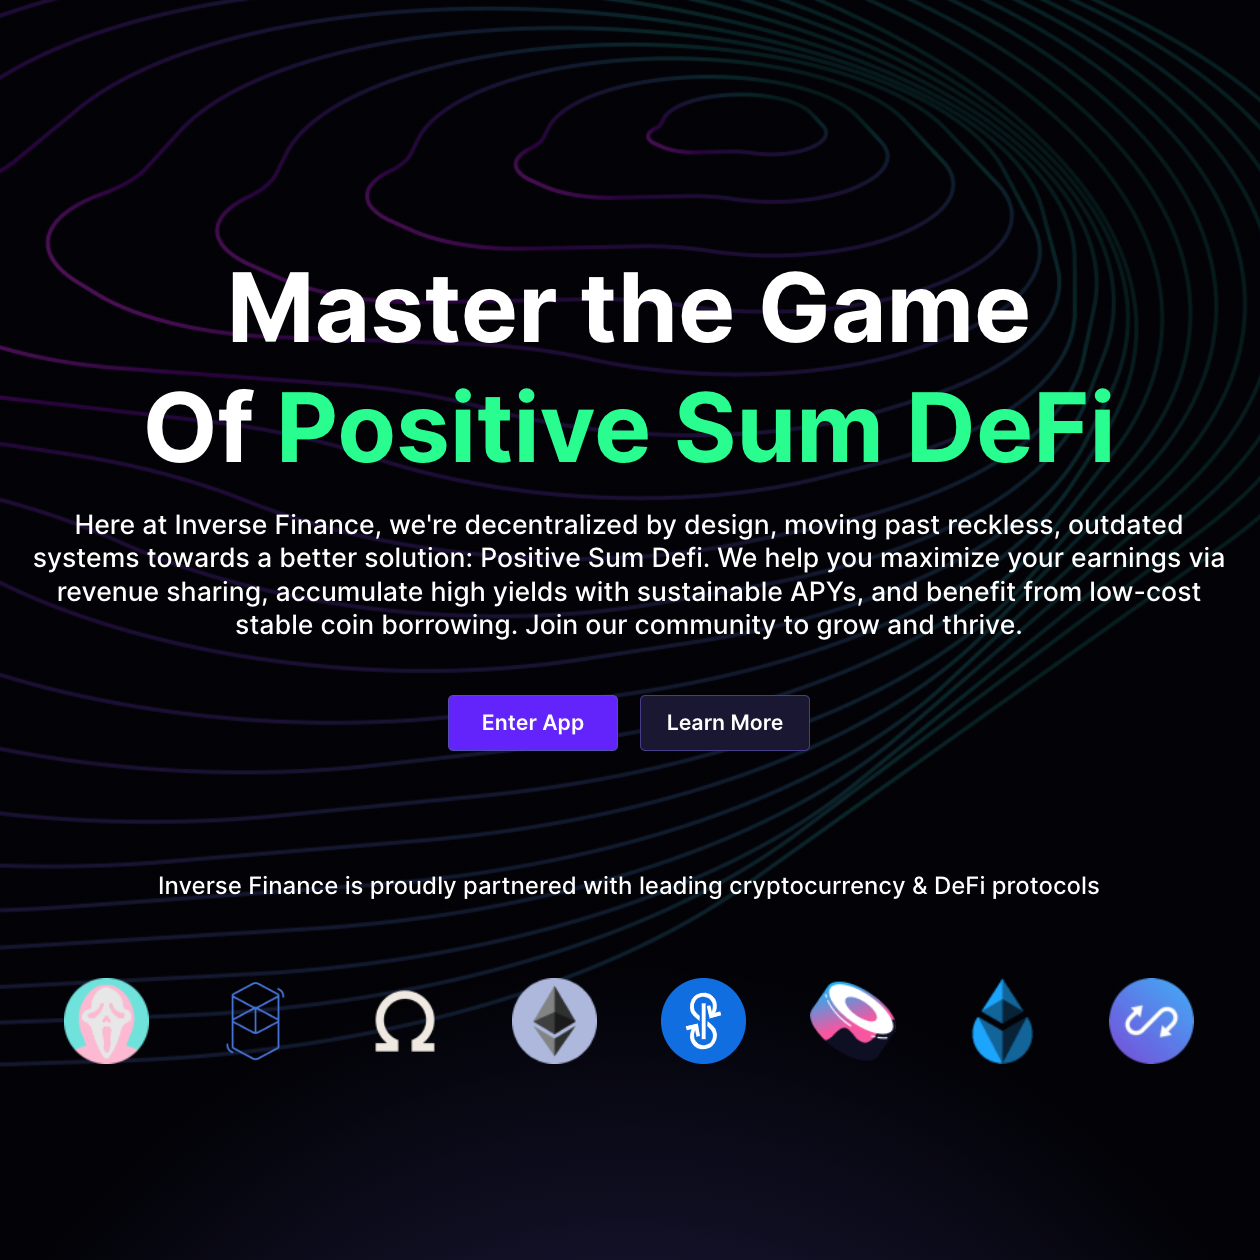 Master the Game
Of Positive Sum DeFi
Here at Inverse Finance, we're decentralized by design, moving past reckless, outdated
systems towards a better solution: Positive Sum Defi. We help you maximize your earnings via
revenue sharing, accumulate high yields with sustainable APYs, and benefit from low-cost
stable coin borrowing. Join our community to grow and thrive.
Enter App
Learn More
Inverse Finance is proudly partnered with leading cryptocurrency & DeFi protocols